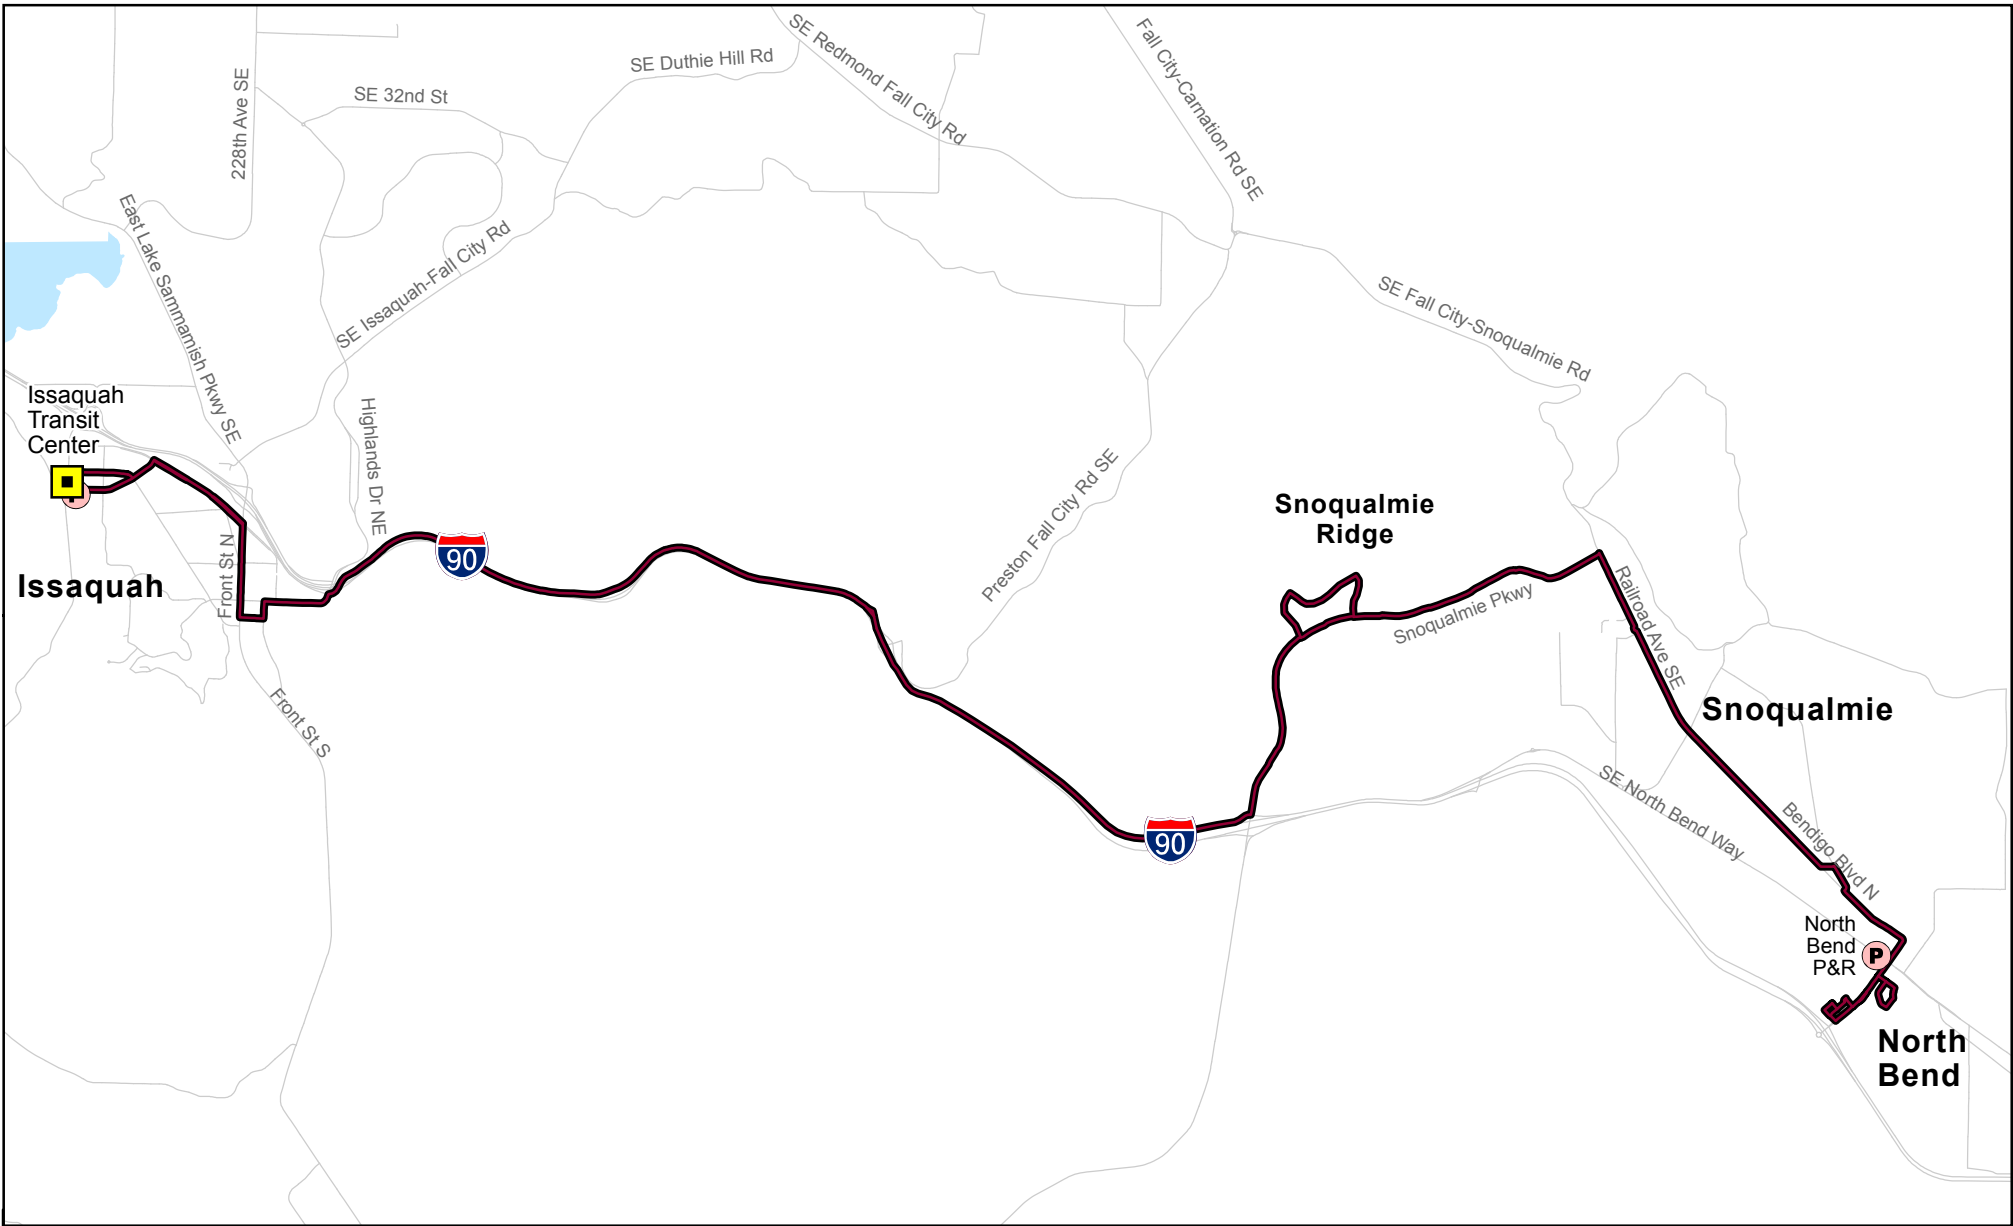 SE Redmond Fall City Rd
Fall City-Carnation Rd SE
SE Duthie Hill Rd
228th Ave SE
SE 32nd St
East Lake Sammamish Pkwy SE
SE Issaquah-Fall City Rd
SE Fall City-Snoqualmie Rd
Issaquah
Transit
Center
Highlands Dr NE
Preston Fall City Rd SE
Snoqualmie
Ridge
90
Front St N
Issaquah
Snoqualmie Pkwy
Railroad Ave SE
Front St S
Snoqualmie
SE North Bend Way
Bendigo Blvd N
90
North
Bend
P&R
P
North
Bend